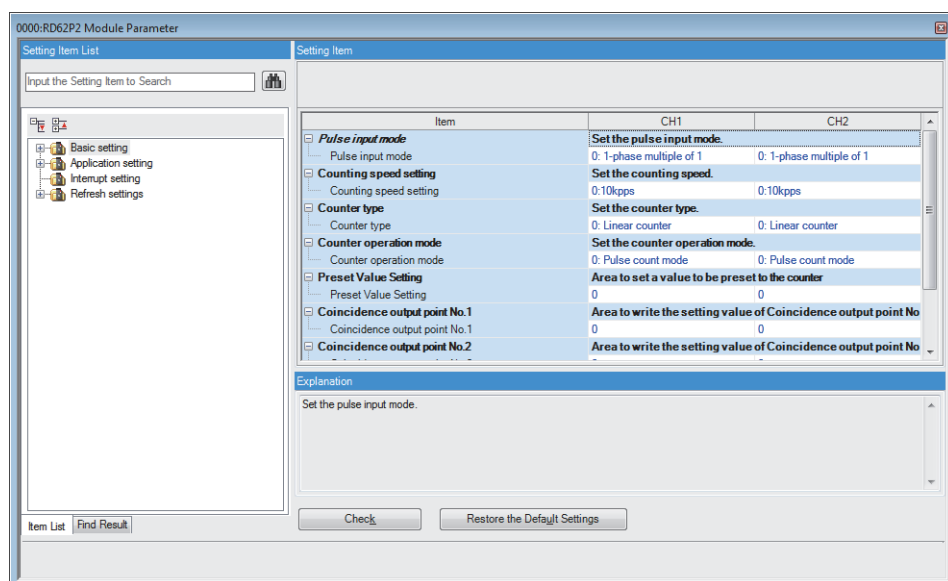 0000:RD62P2 Module Parameter
Setting Item List
Input the Setting Item to Search
Basic setting
Application setting
Interrupt setting
Refresh settings
Item List Find Result
Setting Item
Item CH1 CH2
Pulse input mode Set the pulse input mode.
Pulse input mode 0: 1-phase multiple of 1 0: 1-phase multiple of 1
Counting speed setting Set the counting speed.
Counting speed setting 0:10kpps 0:10kpps
Counter type Set the counter type.
Counter type 0: Linear counter 0: Linear counter
Counter operation mode Set the counter operation mode.
Counter operation mode 0: Pulse count mode 0: Pulse count mode
Preset Value Setting Area to set a value to be preset to the counter
Preset Value Setting 0 0
Coincidence output point No.1 Area to write the setting value of Coincidence output point No
Coincidence output point No.1 0 0
Coincidence output point No.2 Area to write the setting value of Coincidence output point No
Explanation
Set the pulse input mode.
Check Restore the Default Settings